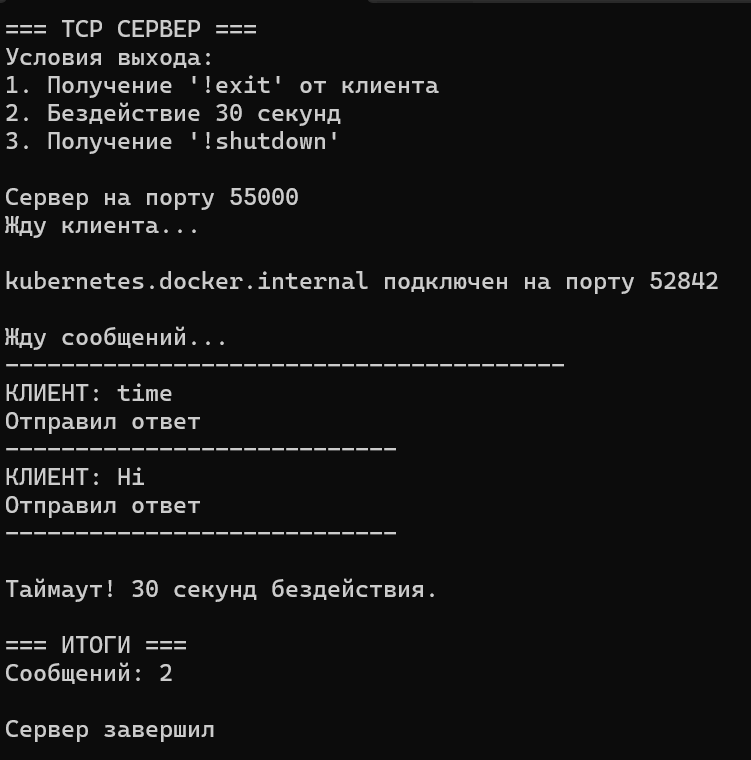 === TCP СЕРВЕР ===
Условия выхода:
1. Получение '!exit' от клиента
2. Бездействие 30 секунд
3. Получение '!shutdown'
Сервер на порту 55000
Жду клиента...
kubernetes.docker.internal подключен на порту 52842
Жду сообщений...
----------------------------------------
КЛИЕНТ: time
Отправил ответ
----------------------------
КЛИЕНТ: Hi
Отправил ответ
----------------------------
Таймаут! 30 секунд бездействия.
=== ИТОГИ ===
Сообщений: 2
Сервер завершил